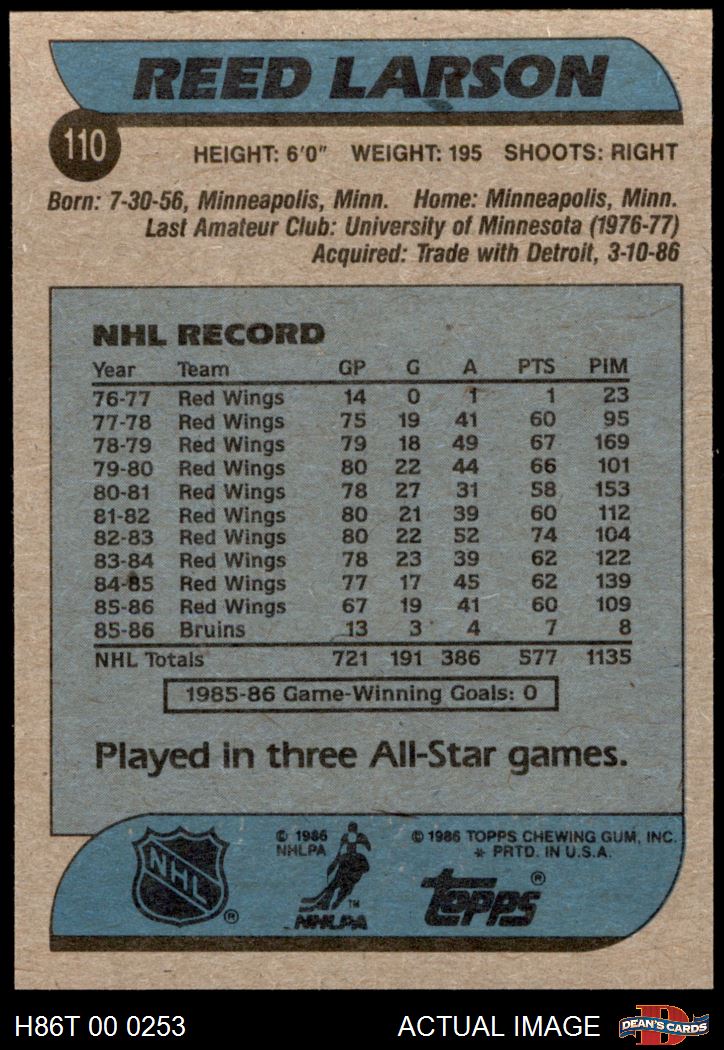 REED LARSON
110
HEIGHT: 6'0" WEIGHT: 195 SHOOTS: RIGHT
Born: 7-30-56, Minneapolis, Minn. Home: Minneapolis, Minn.
Last Amateur Club: University of Minnesota (1976-77)
Acquired: Trade with Detroit, 3-10-86
NHL RECORD
Year Team GP G A PTS PIM
76-77 Red Wings 14 0 1 1 23
77-78 Red Wings 75 19 41 60 95
78-79 Red Wings 79 18 49 67 169
79-80 Red Wings 80 22 44 66 101
80-81 Red Wings 78 27 31 58 153
81-82 Red Wings 80 21 39 60 112
82-83 Red Wings 80 22 52 74 104
83-84 Red Wings 78 23 39 62 122
84-85 Red Wings 77 17 45 62 139
85-86 Red Wings 67 19 41 60 109
85-86 Bruins 13 3 4 7 8
NHL Totals 721 191 386 577 1135
1985-86 Game-Winning Goals: 0
Played in three All-Star games.
NHL ®
© 1986
NHLPA
™
NHLPA
© 1986 TOPPS CHEWING GUM, INC.
* PRTD. IN U.S.A.
topps ®
H86T 00 0253 ACTUAL IMAGE
D
DEAN'S CARDS